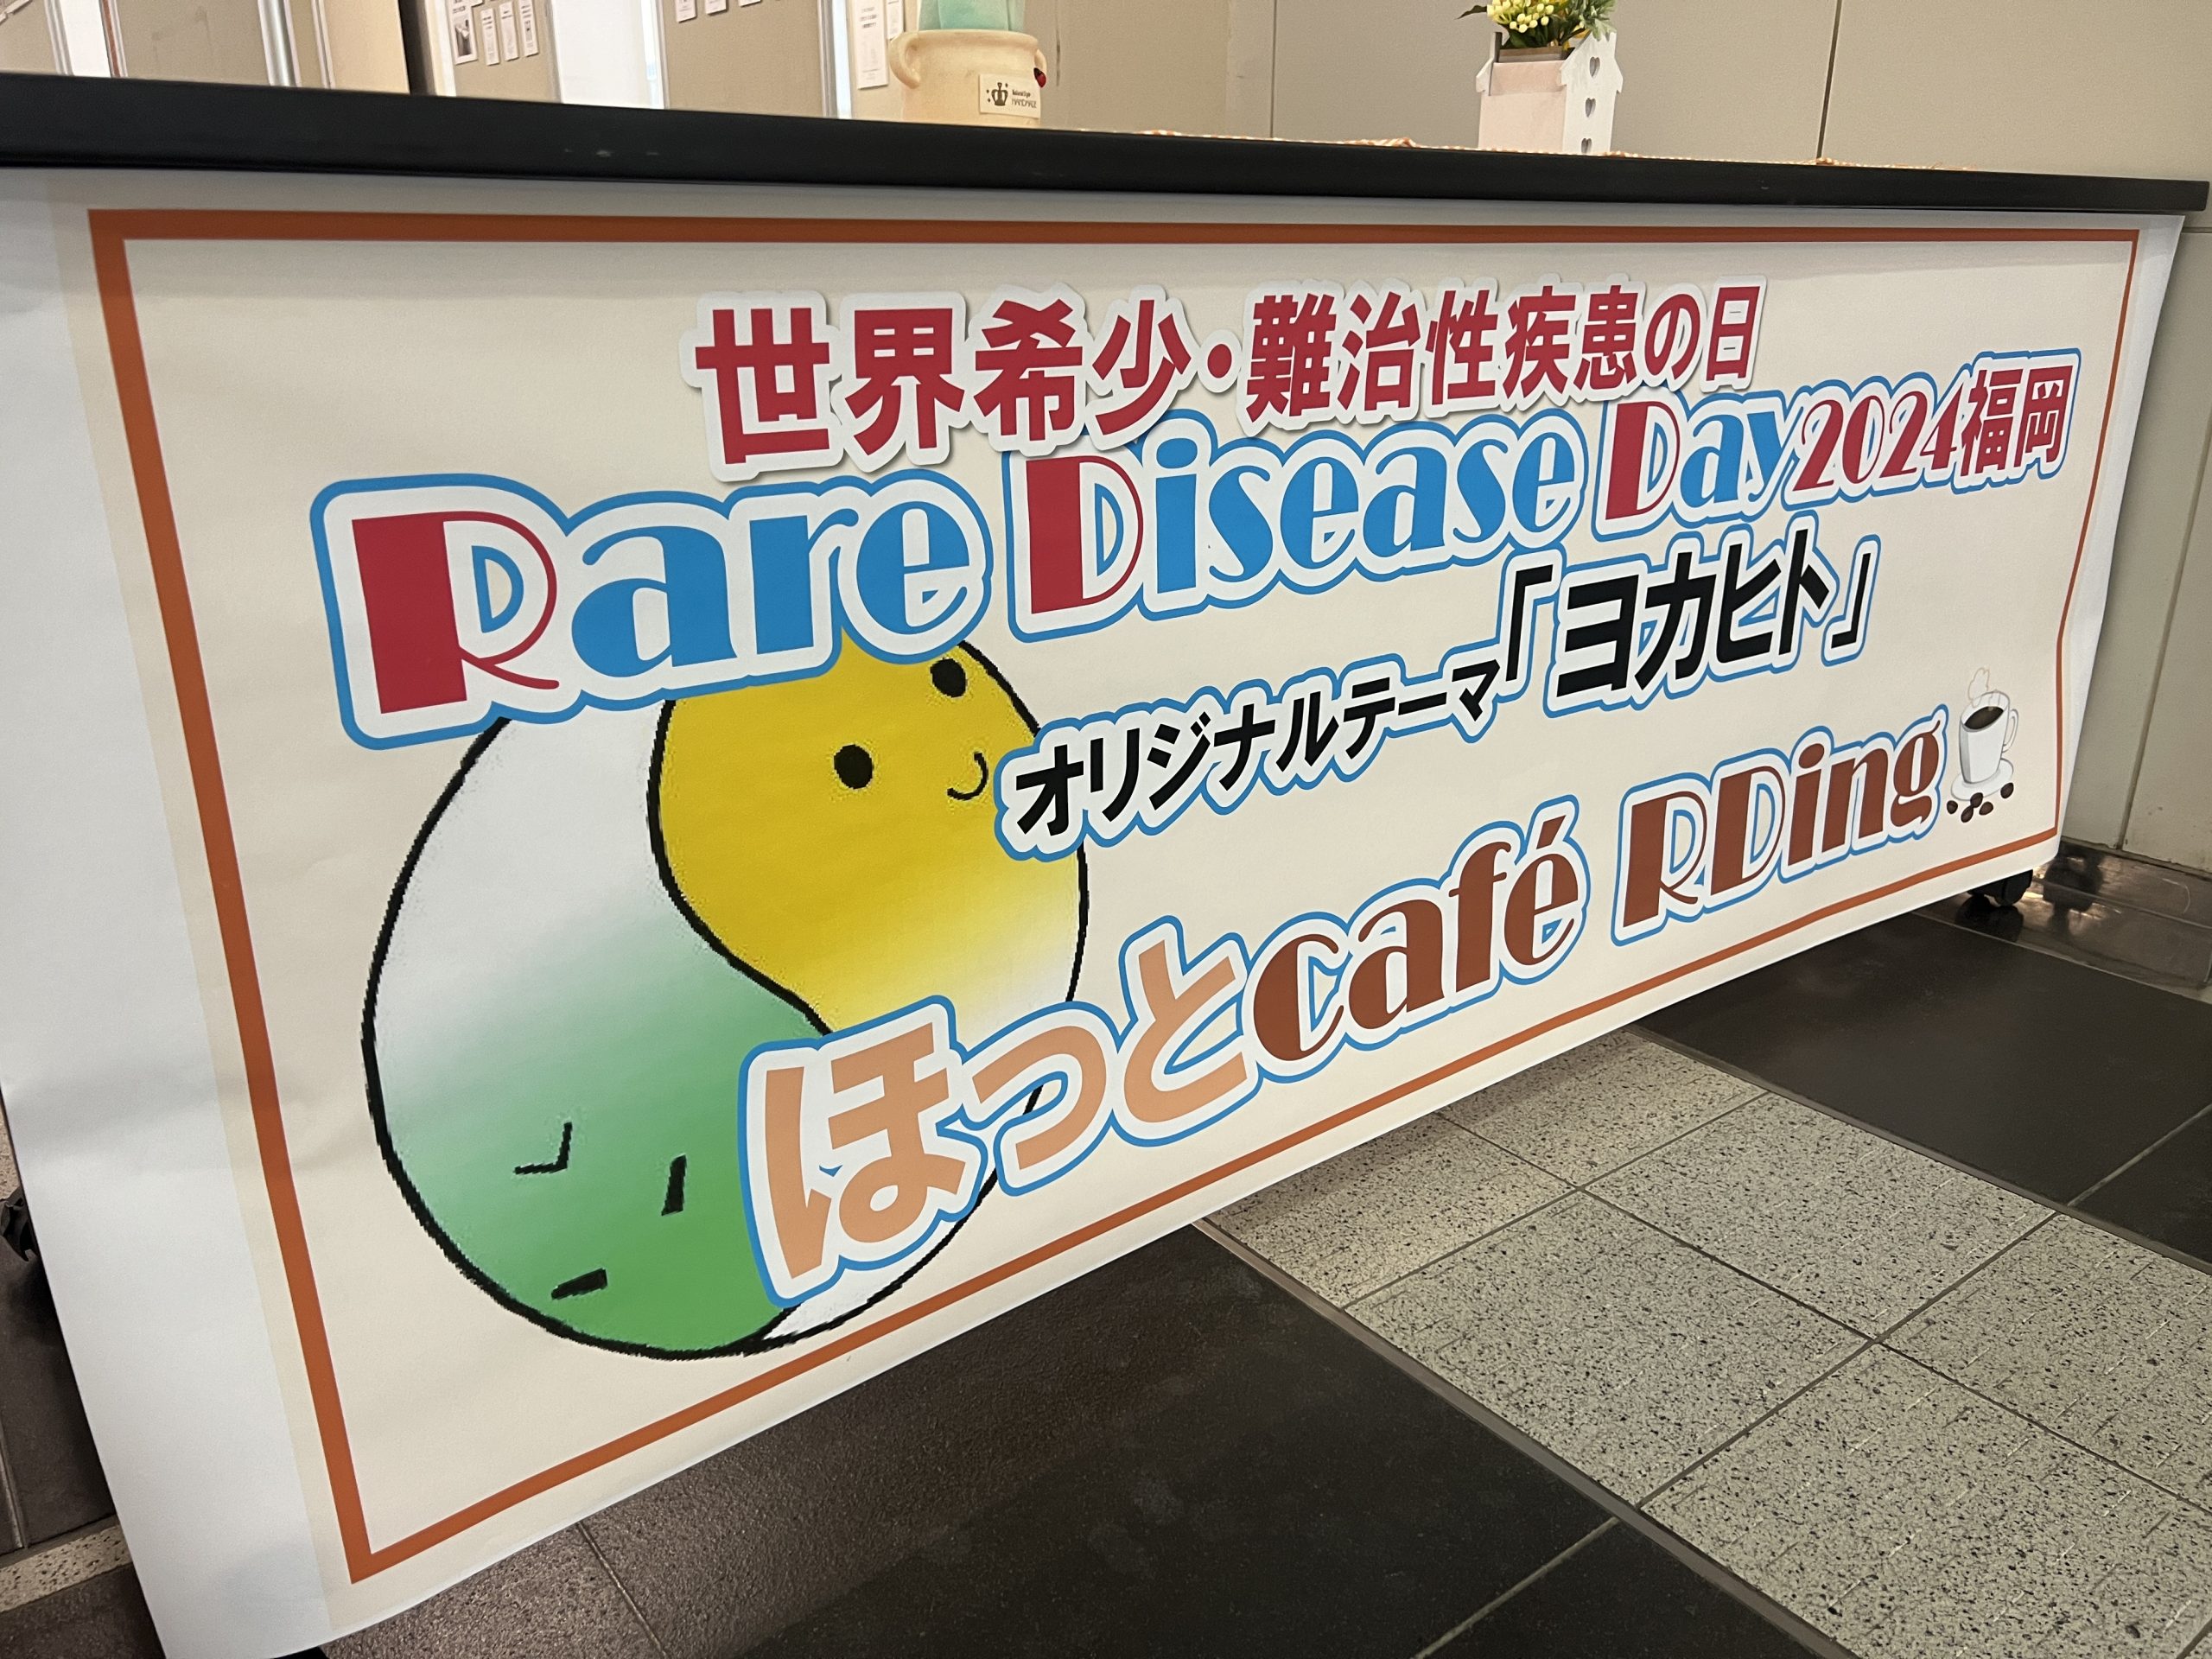 世界希少・難治性疾患の日
Rare Disease Day2024福岡
オリジナルテーマ「ヨカヒト」
ほっとcafé RDing